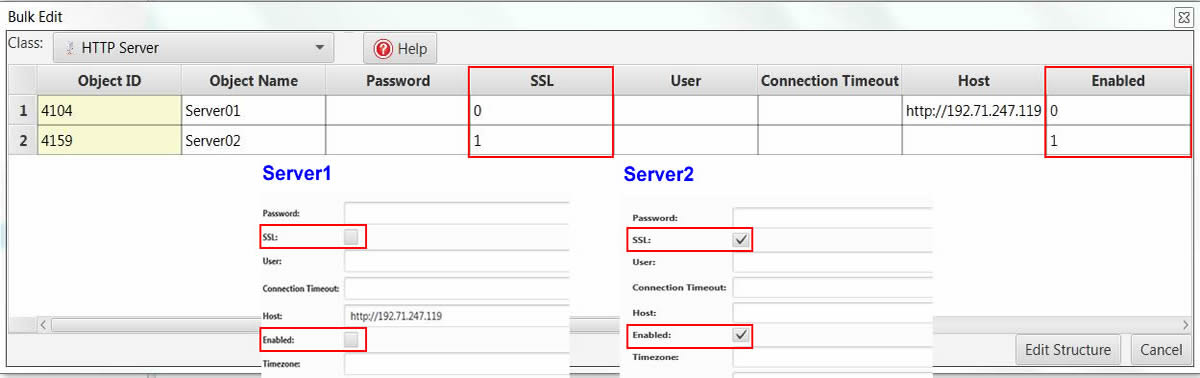 Bulk Edit
Class: HTTP Server Help
Object ID Object Name Password SSL User Connection Timeout Host Enabled
1 4104 Server01 0 http://192.71.247.119 0
2 4159 Server02 1 1
Server1 Server2
Password: Password:
SSL: SSL:
User: User:
Connection Timeout: Connection Timeout:
Host: http://192.71.247.119 Host:
Enabled: Enabled:
Timezone: Timezone:
Edit Structure Cancel